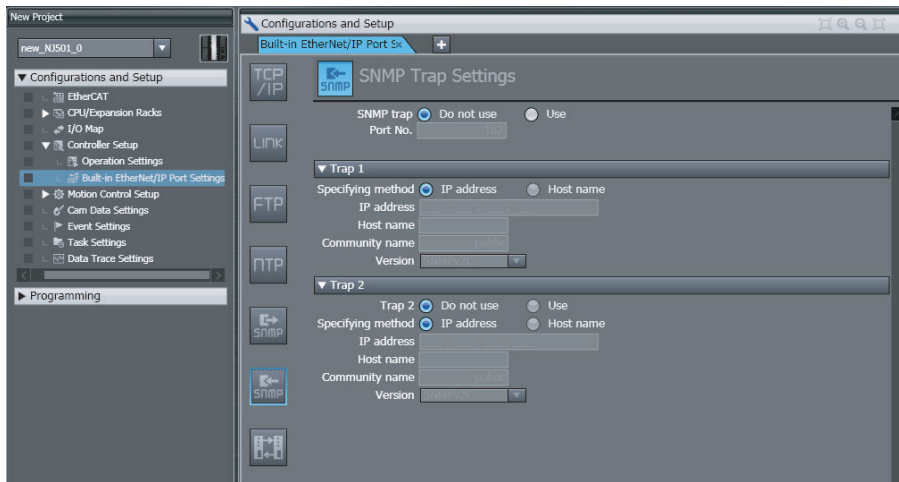 New Project
new_NJ501_0
Configurations and Setup
EtherCAT
CPU/Expansion Racks
I/O Map
Controller Setup
Operation Settings
Built-in EtherNet/IP Port Settings
Motion Control Setup
Cam Data Settings
Event Settings
Task Settings
Data Trace Settings
Programming
Configurations and Setup
Built-in EtherNet/IP Port S
TCP
/IP
LINK
FTP
NTP
SNMP
SNMP
SNMP
SNMP Trap Settings
SNMP trap Do not use Use
Port No. 162
Trap 1
Specifying method IP address Host name
IP address
Host name
Community name public
Version SNMPv2C
Trap 2
Trap 2 Do not use Use
Specifying method IP address Host name
IP address
Host name
Community name public
Version SNMPv2C